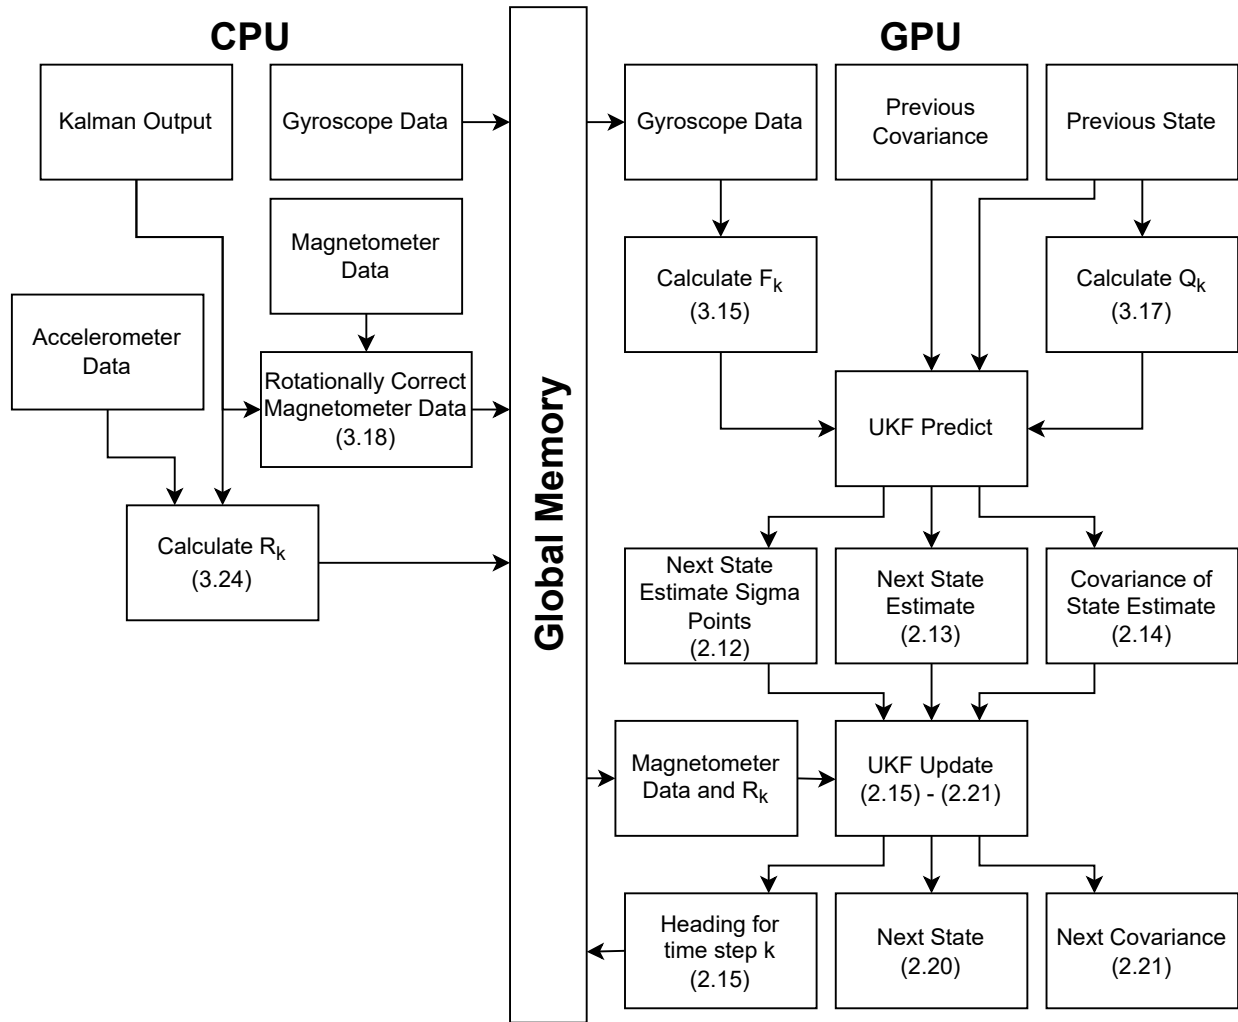 CPU
Kalman Output
Gyroscope Data
Magnetometer
Data
Accelerometer
Data
Rotationally Correct
Magnetometer Data
(3.18)
Calculate Rk
(3.24)
Global Memory
GPU
Gyroscope Data
Previous
Covariance
Previous State
Calculate Fk
(3.15)
Calculate Qk
(3.17)
UKF Predict
Next State
Estimate Sigma
Points
(2.12)
Next State
Estimate
(2.13)
Covariance of
State Estimate
(2.14)
Magnetometer
Data and Rk
UKF Update
(2.15) - (2.21)
Heading for
time step k
(2.15)
Next State
(2.20)
Next Covariance
(2.21)